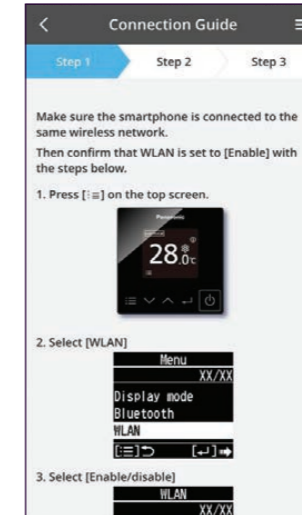 Connection Guide
Step 1
Step 2
Step 3
Make sure the smartphone is connected to the
same wireless network.
Then confirm that WLAN is set to [Enable] with
the steps below.
1. Press [⁝≡] on the top screen.
Panasonic
28.0℃
2. Select [WLAN]
Menu
XX/XX
Display mode
Bluetooth
WLAN
[⁝≡]⮌ [↵]➡
3. Select [Enable/disable]
WLAN
XX/XX